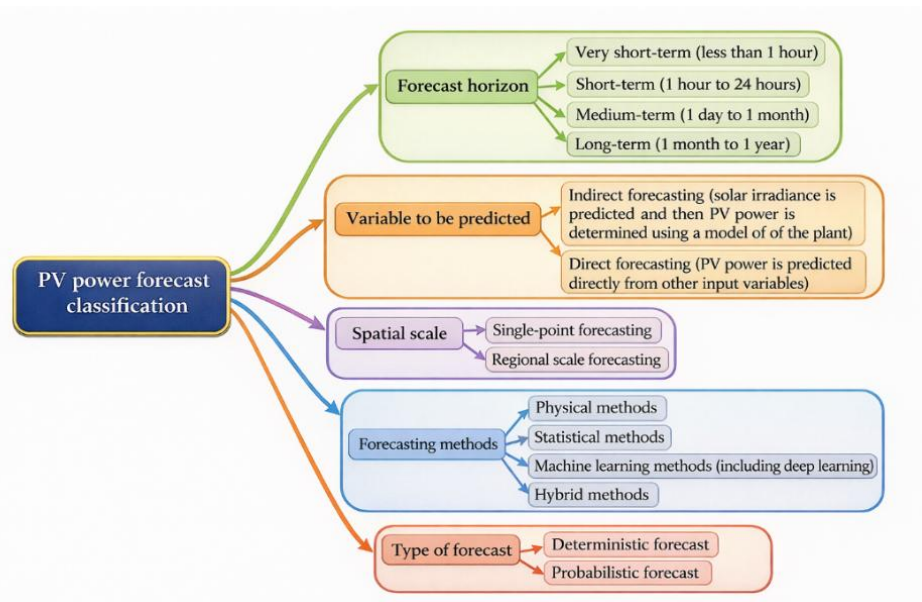 PV power forecast
classification
Forecast horizon
Very short-term (less than 1 hour)
Short-term (1 hour to 24 hours)
Medium-term (1 day to 1 month)
Long-term (1 month to 1 year)
Variable to be predicted
Indirect forecasting (solar irradiance is
predicted and then PV power is
determined using a model of of the plant)
Direct forecasting (PV power is predicted
directly from other input variables)
Spatial scale
Single-point forecasting
Regional scale forecasting
Forecasting methods
Physical methods
Statistical methods
Machine learning methods (including deep learning)
Hybrid methods
Type of forecast
Deterministic forecast
Probabilistic forecast